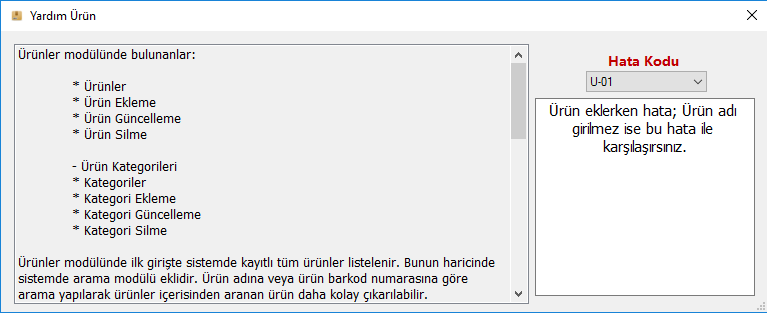 Yardım Ürün
Ürünler modülünde bulunanlar:
* Ürünler
* Ürün Ekleme
* Ürün Güncelleme
* Ürün Silme
- Ürün Kategorileri
* Kategoriler
* Kategori Ekleme
* Kategori Güncelleme
* Kategori Silme
Ürünler modülünde ilk girişte sistemde kayıtlı tüm ürünler listelenir. Bunun haricinde
sistemde arama modülü eklidir. Ürün adına veya ürün barkod numarasına göre
arama yapılarak ürünler içerisinden aranan ürün daha kolay çıkarılabilir.
Hata Kodu
U-01
Ürün eklerken hata; Ürün adı
girilmez ise bu hata ile
karşılaşırsınız.